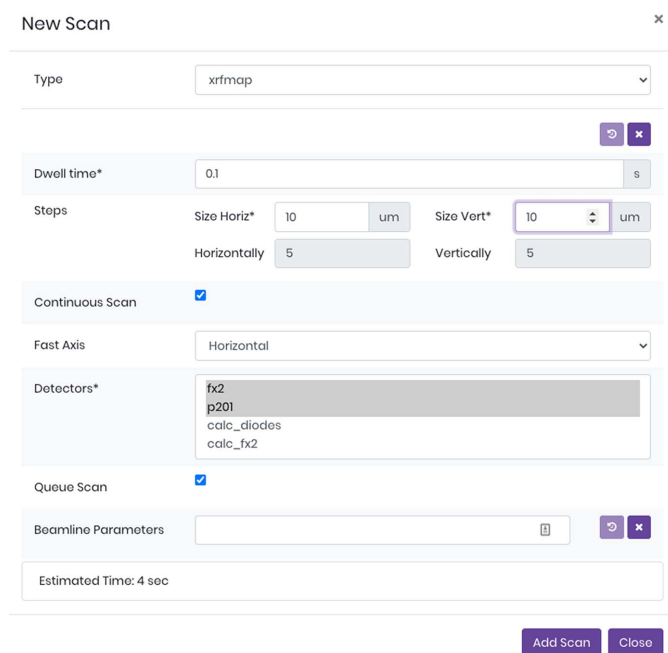 New Scan
×
Type
xrfmap
Dwell time*
0.1
s
Steps
Size Horiz*
10
um
Size Vert*
10
um
Horizontally
5
Vertically
5
Continuous Scan
Fast Axis
Horizontal
Detectors*
fx2
p201
calc_diodes
calc_fx2
Queue Scan
Beamline Parameters
Estimated Time: 4 sec
Add Scan
Close